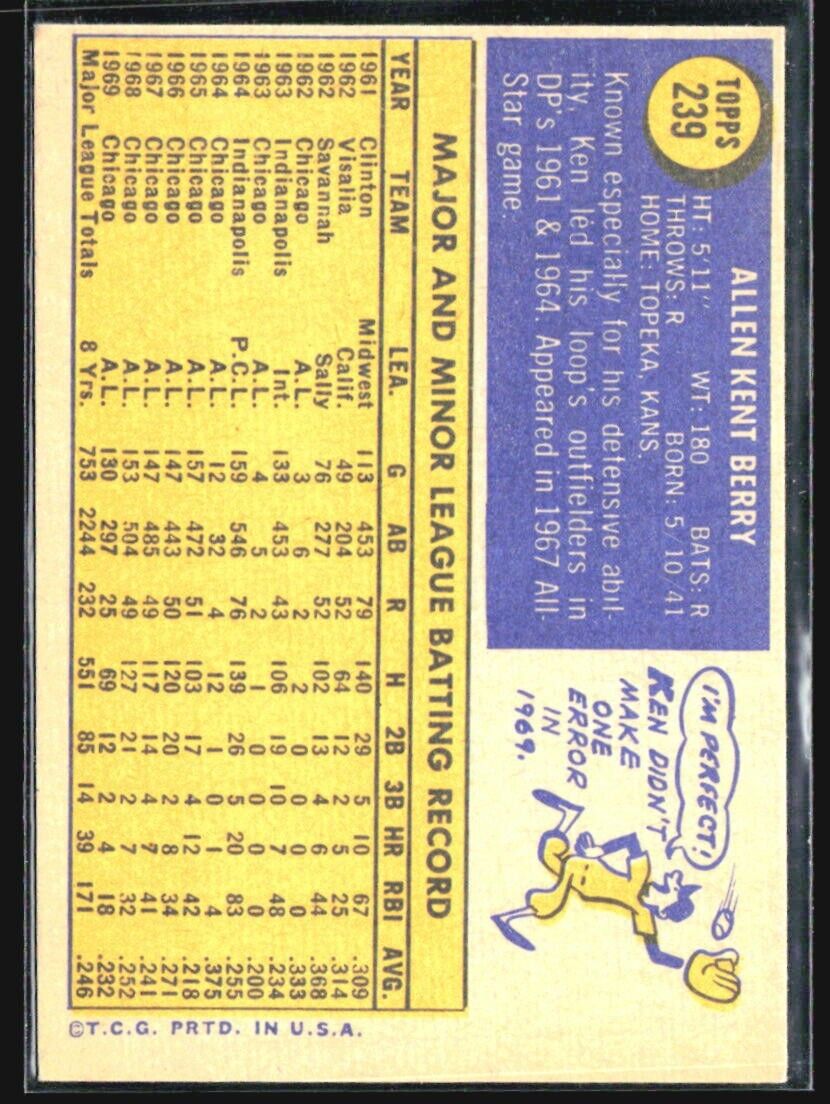 TOPPS
239
ALLEN KENT BERRY
HT: 5'11" WT: 180 BATS: R
THROWS: R BORN: 5/10/41
HOME: TOPEKA, KANS.
Known especially for his defensive abil-
ity. Ken led his loop's outfielders in
DP's 1961 & 1964. Appeared in 1967 All-
Star game.
I'M PERFECT!
KEN DIDN'T
MAKE
ONE
ERROR
IN
1969.
MAJOR AND MINOR LEAGUE BATTING RECORD
YEAR TEAM LEA. G AB R H 2B 3B HR RBI AVG.
1961 Clinton Midwest 113 453 79 140 29 5 10 67 .309
1962 Visalia Calif. 49 204 52 64 12 2 5 25 .314
1962 Savannah Sally 76 277 52 102 13 4 6 44 .368
1962 Chicago A.L. 3 6 2 2 0 0 0 0 .333
1963 Indianapolis Int. 133 453 43 106 19 10 7 48 .234
1963 Chicago A.L. 4 5 2 1 0 0 0 0 .200
1964 Indianapolis P.C.L. 159 546 76 139 26 5 20 83 .255
1964 Chicago A.L. 12 32 4 12 1 0 1 4 .375
1965 Chicago A.L. 157 472 51 103 17 4 12 42 .218
1966 Chicago A.L. 147 443 50 120 20 2 8 34 .271
1967 Chicago A.L. 147 485 49 117 14 4 7 41 .241
1968 Chicago A.L. 153 504 49 127 21 2 7 32 .252
1969 Chicago A.L. 130 297 25 69 12 2 4 18 .232
Major League Totals 8 Yrs. 753 2244 232 551 85 14 39 171 .246
©T.C.G. PRTD. IN U.S.A.